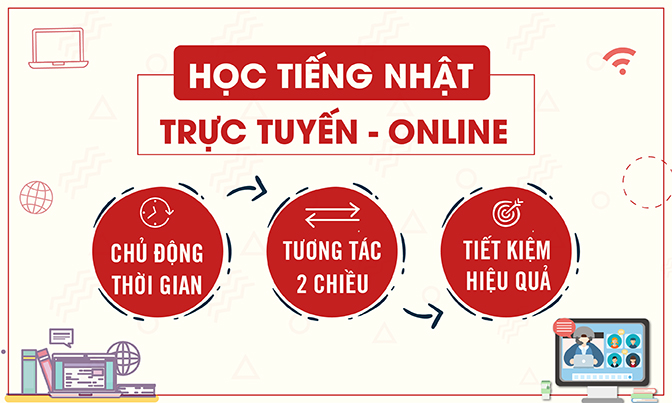 HỌC TIẾNG NHẬT
TRỰC TUYẾN - ONLINE
CHỦ ĐỘNG
THỜI GIAN
TƯƠNG TÁC
2 CHIỀU
TIẾT KIỆM
HIỆU QUẢ